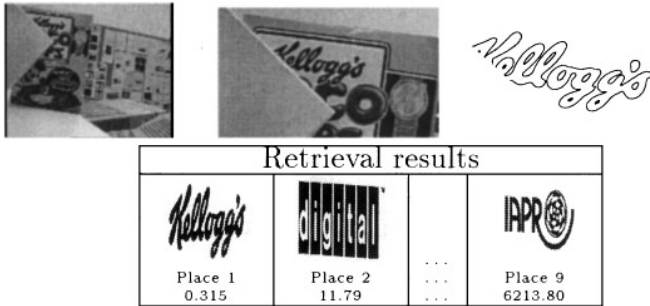 Kellogg's
Kellogg's
Retrieval results
Kellogg's
digital
IAPR
Place 1
Place 2
...
Place 9
0.315
11.79
...
6213.80